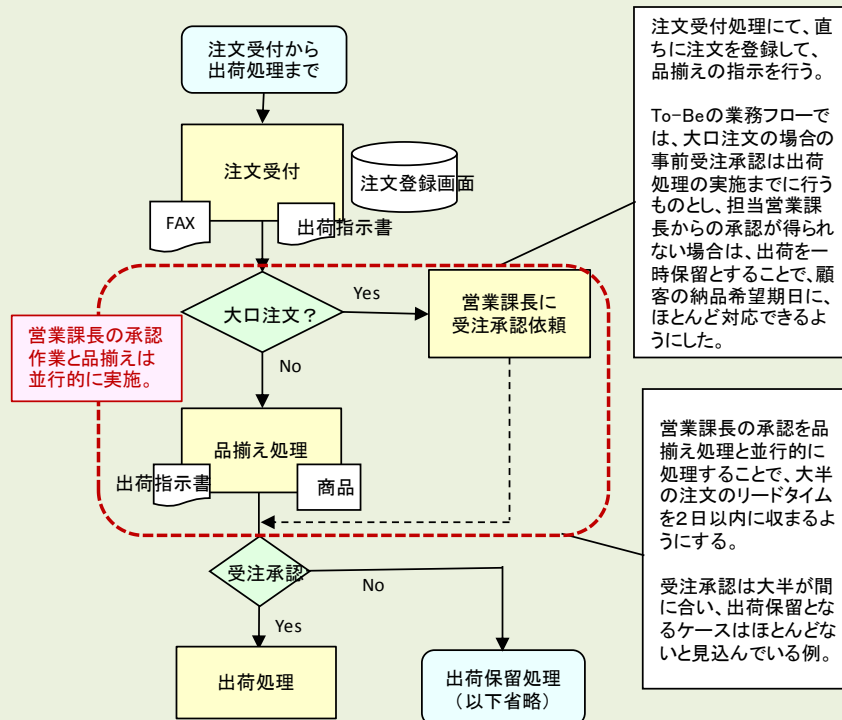 注文受付から
出荷処理まで
注文受付
注文登録画面
FAX
出荷指示書
大口注文？
Yes
No
営業課長に
受注承認依頼
営業課長の承認
作業と品揃えは
並行的に実施。
品揃え処理
出荷指示書
商品
受注承認
No
Yes
出荷処理
出荷保留処理
（以下省略）
注文受付処理にて、直
ちに注文を登録して、
品揃えの指示を行う。
To-Beの業務フローで
は、大口注文の場合の
事前受注承認は出荷
処理の実施までに行う
ものとし、担当営業課
長からの承認が得られ
ない場合は、出荷を一
時保留とすることで、顧
客の納品希望期日に、
ほとんど対応できるよ
うにした。
営業課長の承認を品
揃え処理と並行的に
処理することで、大半
の注文のリードタイム
を２日以内に収まるよ
うにする。
受注承認は大半が間
に合い、出荷保留とな
るケースはほとんどな
いと見込んでいる例。